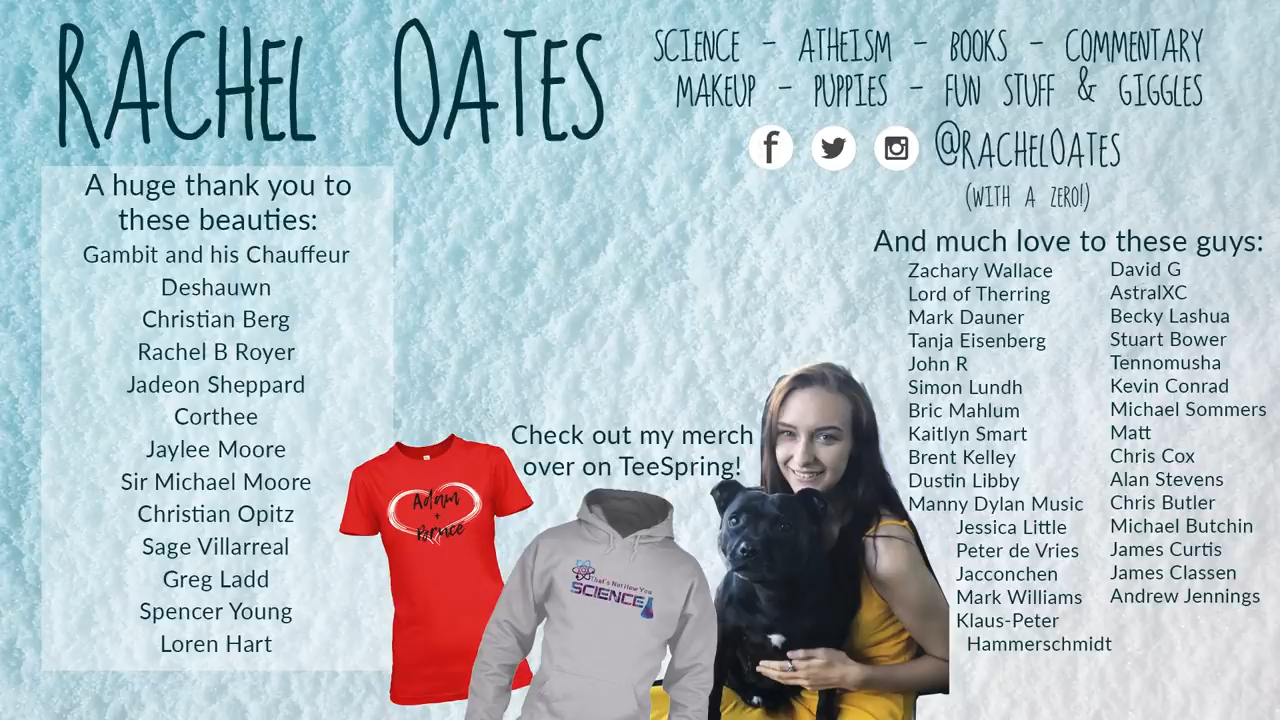 RACHEL OATES
SCIENCE - ATHEISM - BOOKS - COMMENTARY
MAKEUP - PUPPIES - FUN STUFF & GIGGLES
@RACHEL0ATES
(WITH A ZERO!)
A huge thank you to
these beauties:
Gambit and his Chauffeur
Deshauwn
Christian Berg
Rachel B Royer
Jadeon Sheppard
Corthee
Jaylee Moore
Sir Michael Moore
Christian Opitz
Sage Villarreal
Greg Ladd
Spencer Young
Loren Hart
Adam
+
Bruce
Check out my merch
over on TeeSpring!
That's Not How You
SCIENCE
And much love to these guys:
Zachary Wallace
Lord of Therring
Mark Dauner
Tanja Eisenberg
John R
Simon Lundh
Bric Mahlum
Kaitlyn Smart
Brent Kelley
Dustin Libby
Manny Dylan Music
Jessica Little
Peter de Vries
Jacconchen
Mark Williams
Klaus-Peter
Hammerschmidt
David G
AstralXC
Becky Lashua
Stuart Bower
Tennomusha
Kevin Conrad
Michael Sommers
Matt
Chris Cox
Alan Stevens
Chris Butler
Michael Butchin
James Curtis
James Classen
Andrew Jennings